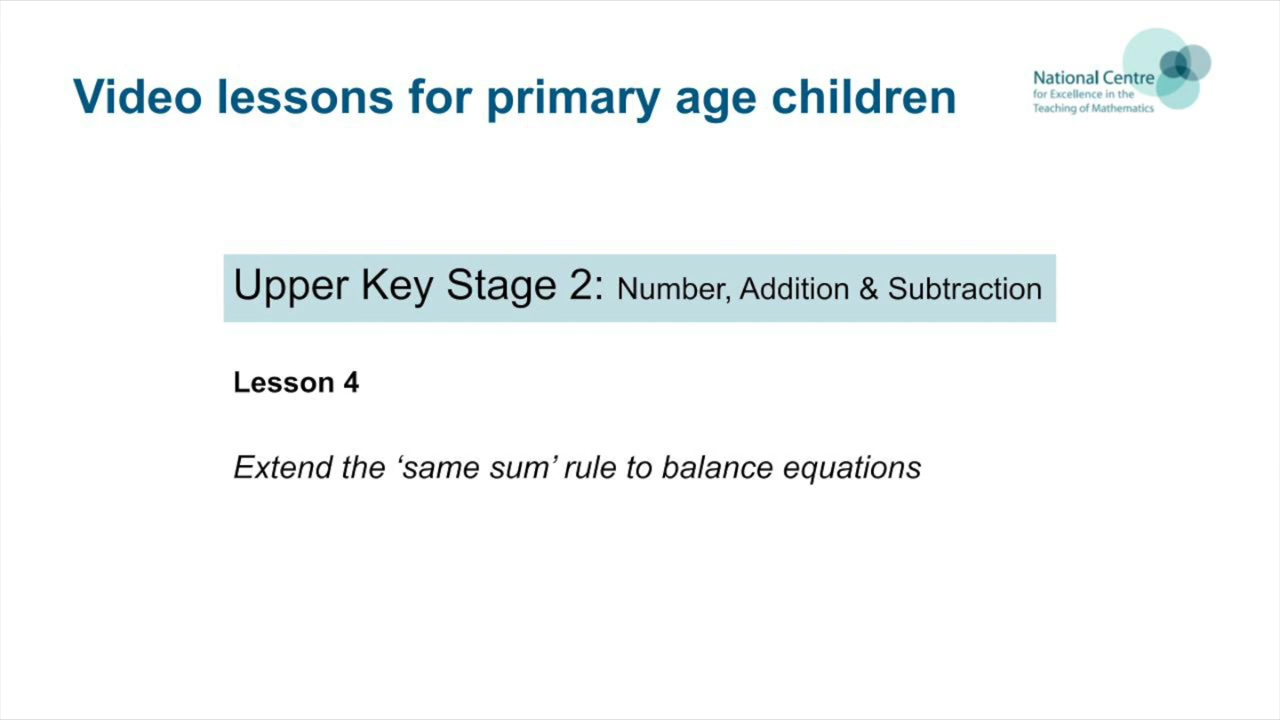 Video lessons for primary age children
National Centre
for Excellence in the
Teaching of Mathematics
Upper Key Stage 2: Number, Addition & Subtraction
Lesson 4
Extend the ‘same sum’ rule to balance equations